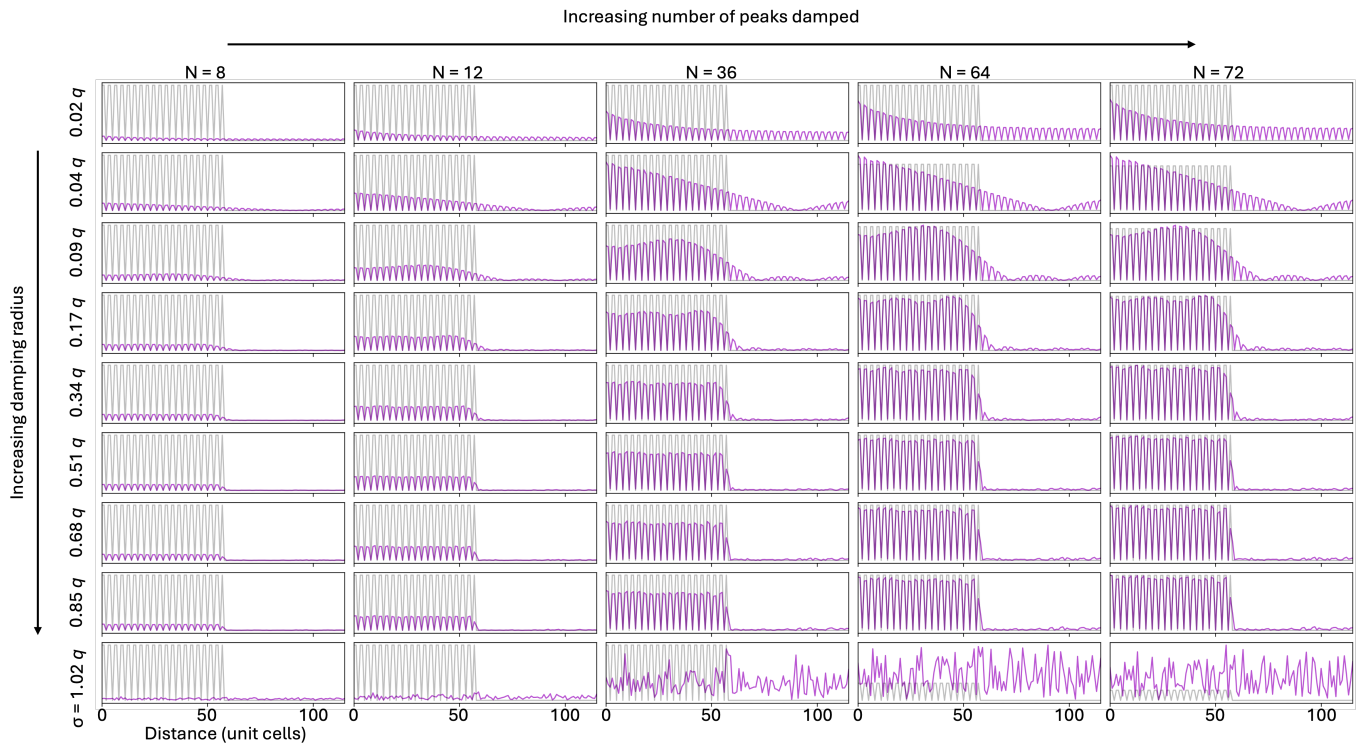 Increasing number of peaks damped
N = 8 N = 12 N = 36 N = 64 N = 72
Increasing damping radius
0.02 q
0.04 q
0.09 q
0.17 q
0.34 q
0.51 q
0.68 q
0.85 q
σ = 1.02 q
0 50 100 0 50 100 0 50 100 0 50 100 0 50 100
Distance (unit cells)